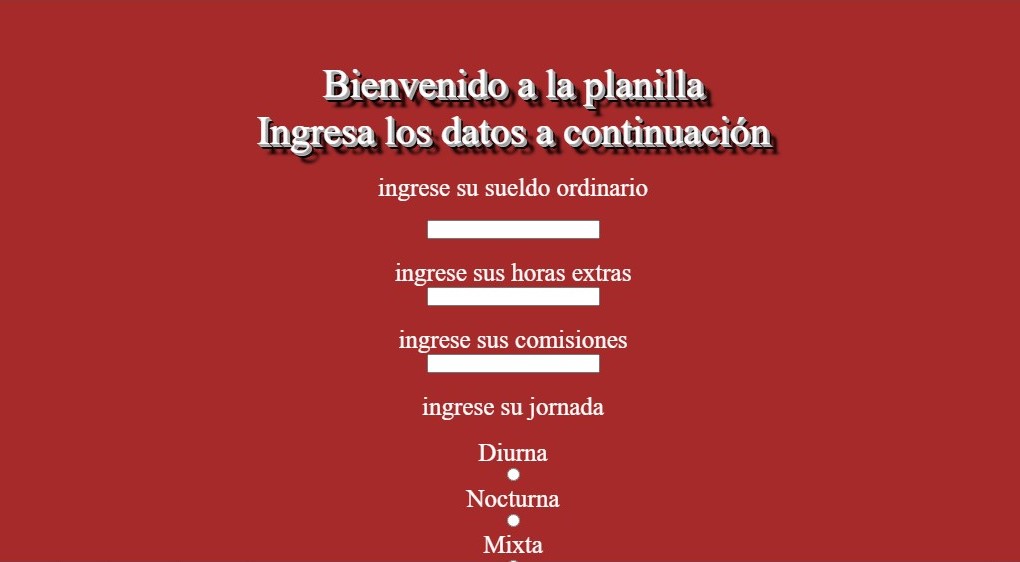 Bienvenido a la planilla
Ingresa los datos a continuación
ingrese su sueldo ordinario
ingrese sus horas extras
ingrese sus comisiones
ingrese su jornada
Diurna
Nocturna
Mixta